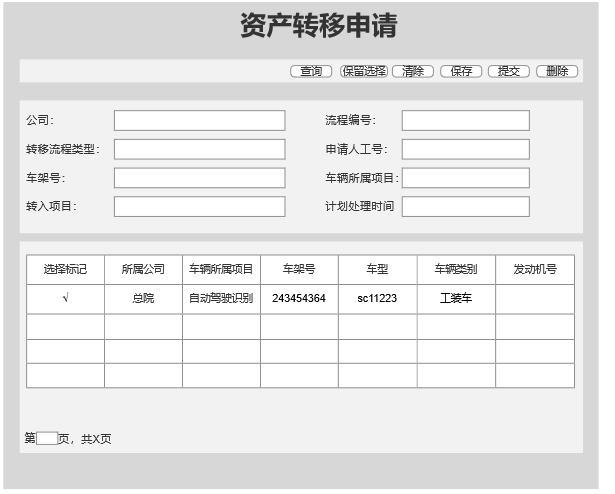 资产转移申请
查询 保留选择 清除 保存 提交 删除
公司： 流程编号：
转移流程类型： 申请人工号：
车架号： 车辆所属项目：
转入项目： 计划处理时间
选择标记 所属公司 车辆所属项目 车架号 车型 车辆类别 发动机号
√ 总院 自动驾驶识别 243454364 sc11223 工装车
第 页，共X页